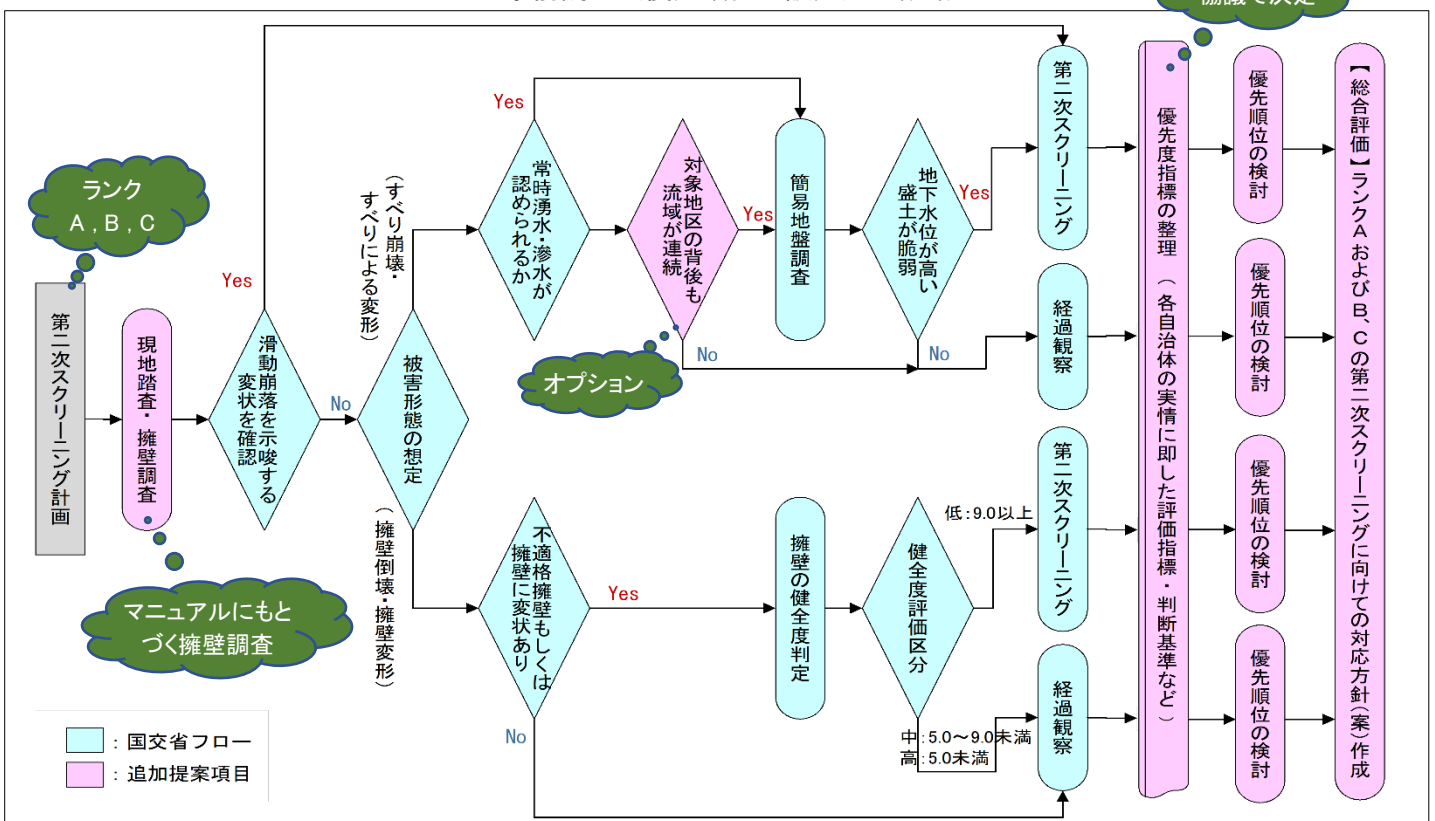 協議で決定
ランク
A , B , C
第二次スクリーニング計画
現地踏査・擁壁調査
マニュアルにもと
づく擁壁調査
滑動崩落を示唆する
変状を確認
Yes
No
被害形態の想定
(すべり崩壊・
すべりによる変形)
(擁壁倒壊・擁壁変形)
常時湧水・滲水が
認められるか
Yes
対象地区の背後も
流域が連続
Yes
No
オプション
簡易地盤調査
地下水位が高い
盛土が脆弱
Yes
No
第二次スクリーニング
経過観察
不適格擁壁もしくは
擁壁に変状あり
Yes
No
擁壁の健全度判定
健全度評価区分
低:9.0以上
中:5.0~9.0未満
高:5.0未満
第二次スクリーニング
経過観察
優先度指標の整理 (各自治体の実情に即した評価指標・判断基準など)
優先順位の検討
優先順位の検討
優先順位の検討
優先順位の検討
【総合評価】ランクAおよびB、Cの第二次スクリーニングに向けての対応方針(案)作成
:国交省フロー
:追加提案項目